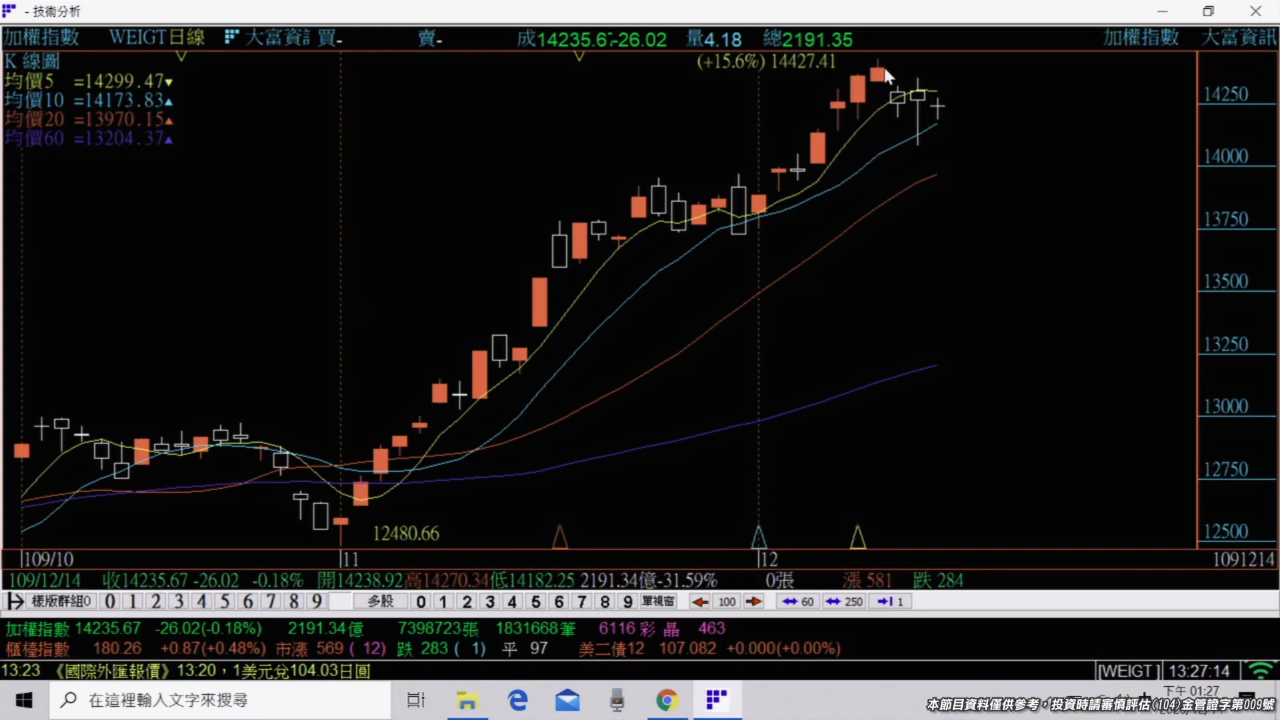 - 技術分析
加權指數 WEIGT日線 大富資訊 買- 賣- 成14235.67-26.02 量4.18 總2191.35 加權指數 大富資訊
K 線圖 (+15.6%) 14427.41
均價5 =14299.47▼
均價10 =14173.83▲
均價20 =13970.15▲
均價60 =13204.37▲
14250
14000
13750
13500
13250
13000
12750
12500
12480.66
109/10 11 12 1091214
109/12/14 收14235.67 -26.02 -0.18% 開14238.92高14270.34低14182.25 2191.34億-31.59% 0張 漲 581 跌 284
樣版群組0 0 1 2 3 4 5 6 7 8 9 多股 0 1 2 3 4 5 6 7 8 9 單視窗 100 60 250 1
加權指數 14235.67 -26.02(-0.18%) 2191.34億 7398723張 1831668筆 6116 彩 晶 463
櫃檯指數 180.26 +0.87(+0.48%) 市漲 569 ( 12) 跌 283 ( 1) 平 97 美二債12 107.082 +0.000(+0.00%)
13:23 《國際外匯報價》13:20，1美元兌104.03日圓 [WEIGT] 13:27:14
在這裡輸入文字來搜尋
下午 01:27
本節目資料僅供參考，投資時請審慎評估(104)金管證字第009號